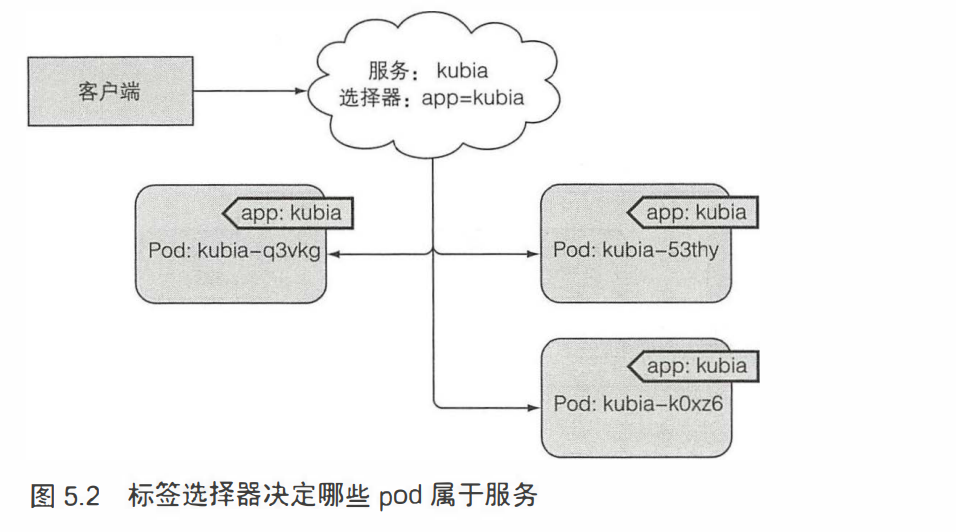 客户端
服务： kubia
选择器：app=kubia
app: kubia
Pod: kubia-q3vkg
app: kubia
Pod: kubia-53thy
app: kubia
Pod: kubia-k0xz6
图 5.2 标签选择器决定哪些 pod 属于服务